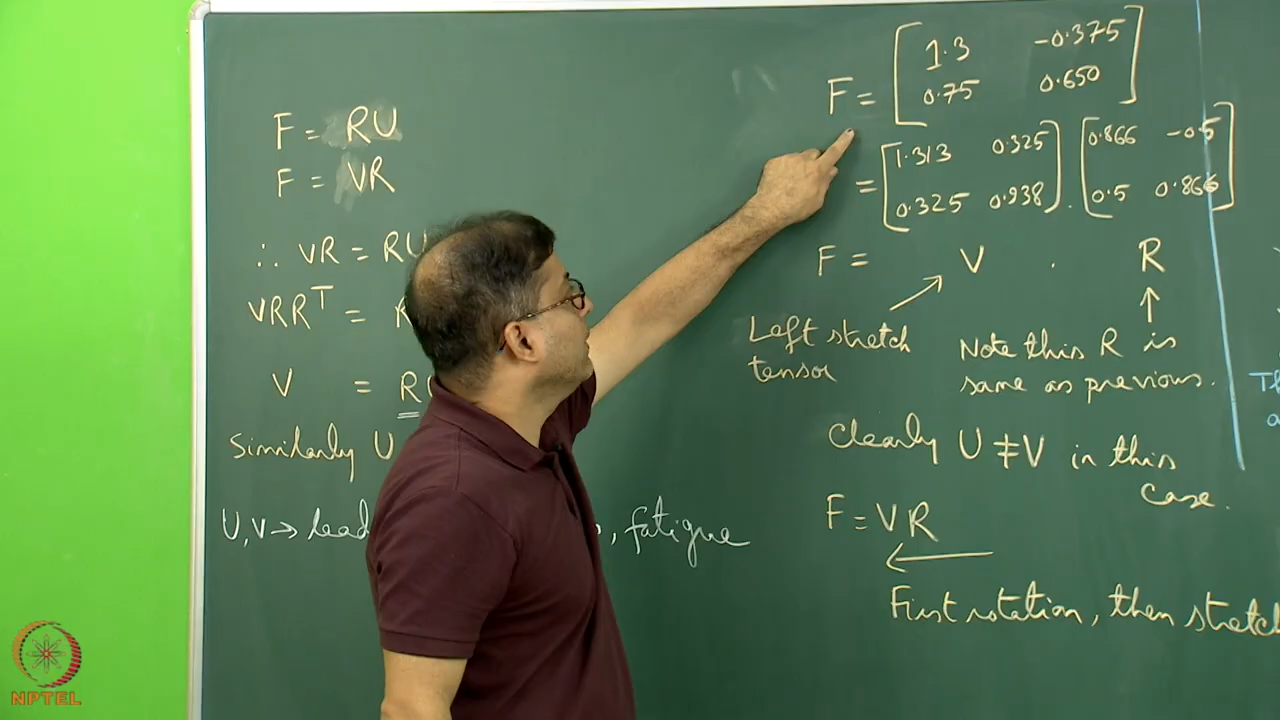 F = RU
F = VR
∴ VR = RU
VRRᵀ =
V = R
Similarly U
U, V → lead , fatigue
F = [ 1.3 -0.375
0.75 0.650 ]
= [ 1.313 0.325
0.325 0.938 ] . [ 0.866 -0.5
0.5 0.866 ]
F = V . R
Left stretch
tensor
Note this R is
same as previous.
Clearly U ≠ V in this
case.
F = VR
First rotation, then stretch
NPTEL